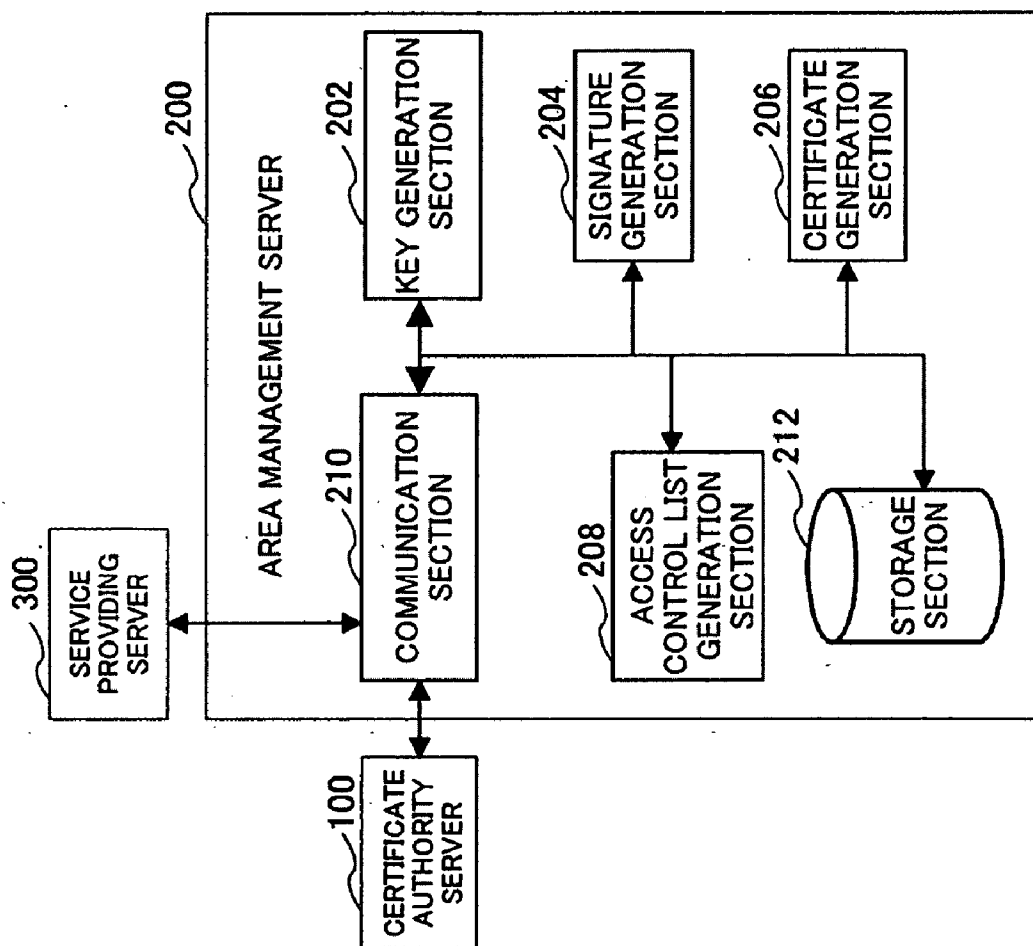 200
AREA MANAGEMENT SERVER
300
SERVICE
PROVIDING
SERVER
100
CERTIFICATE
AUTHORITY
SERVER
210
COMMUNICATION
SECTION
202
KEY GENERATION
SECTION
204
SIGNATURE
GENERATION
SECTION
206
CERTIFICATE
GENERATION
SECTION
208
ACCESS
CONTROL LIST
GENERATION
SECTION
212
STORAGE
SECTION